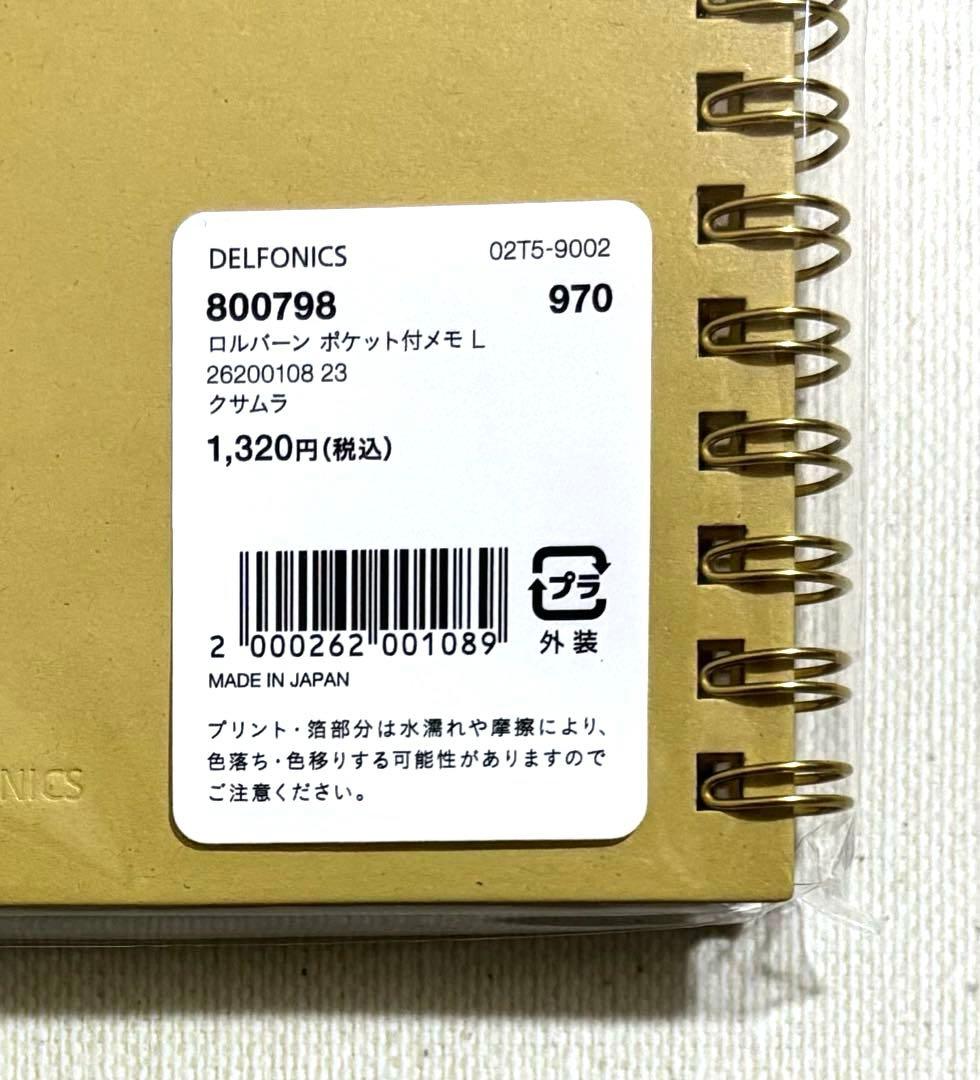 DELFONICS 02T5-9002
800798 970
ロルバーン ポケット付メモ L
26200108 23
クサムラ
1,320円(税込)
プラ
外装
2 000262 001089
MADE IN JAPAN
プリント・箔部分は水濡れや摩擦により、
色落ち・色移りする可能性がありますので
ご注意ください。
NICS